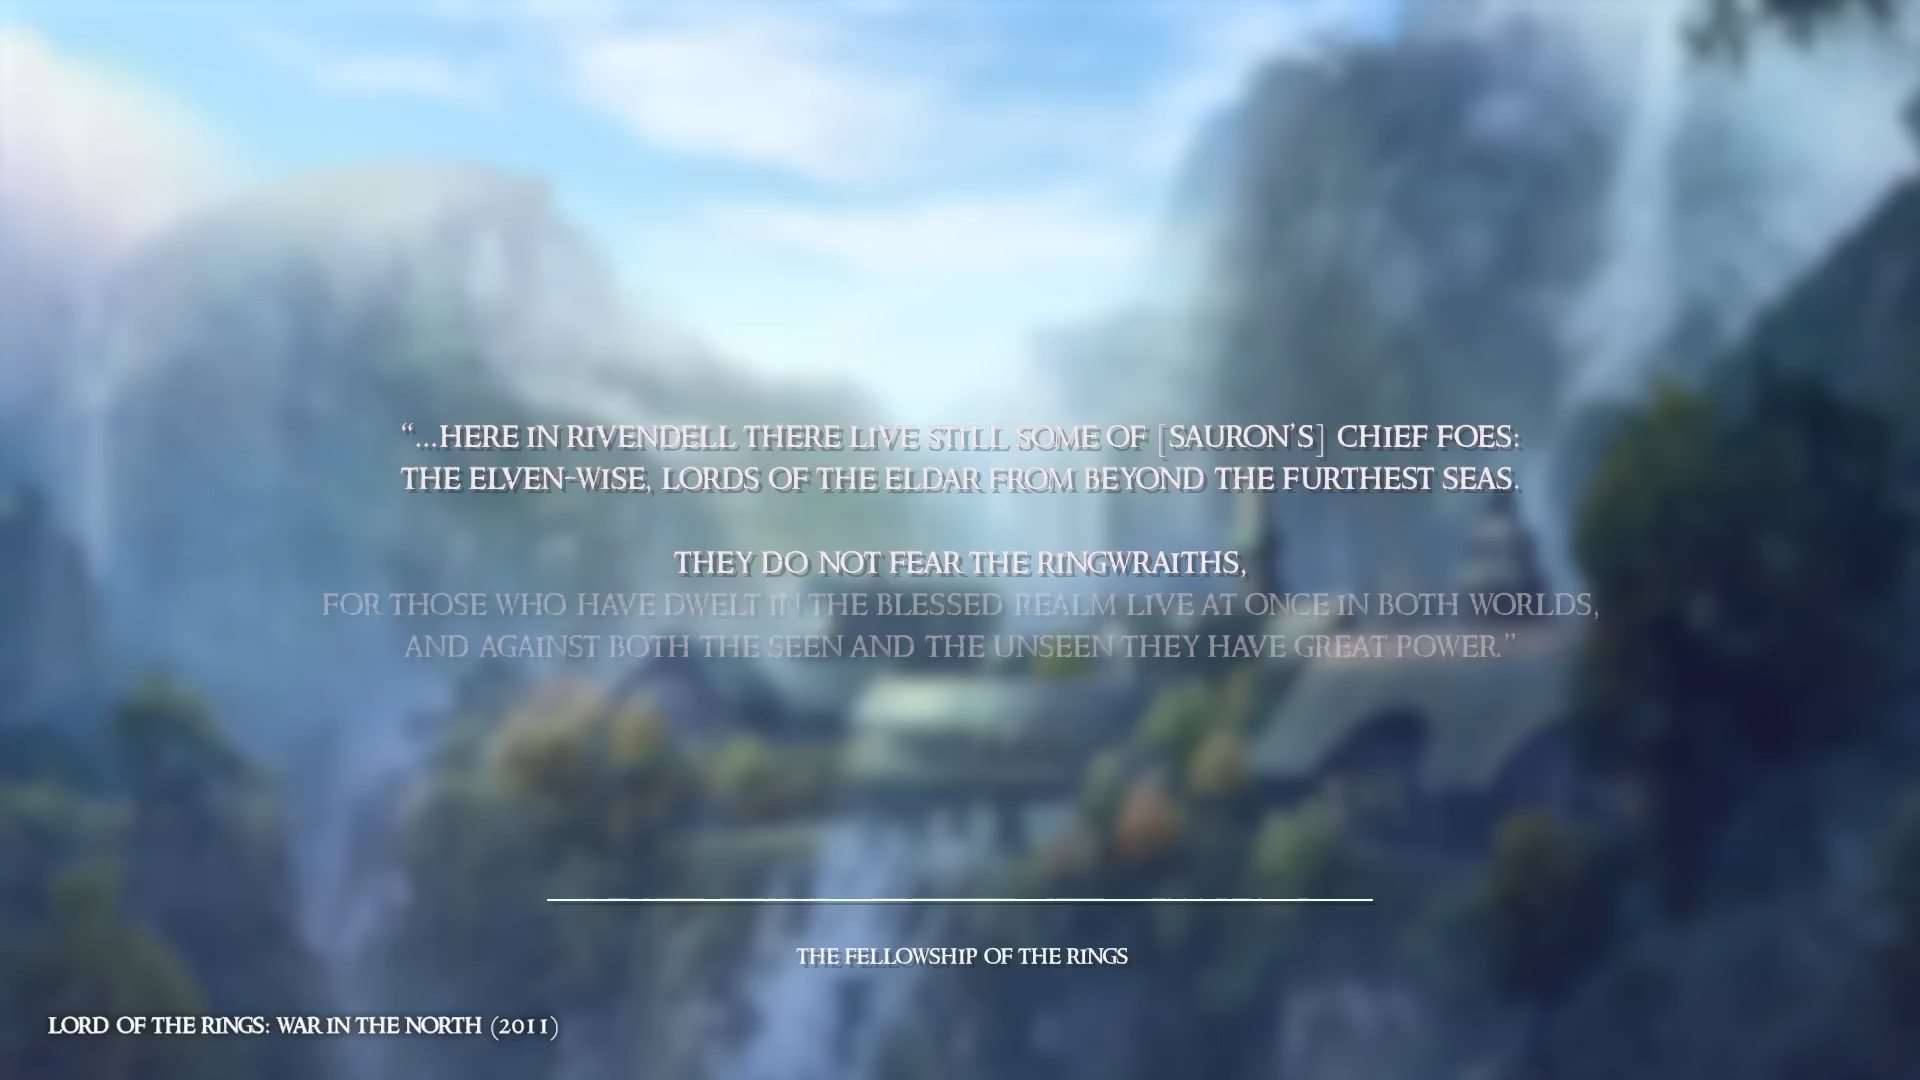 “...HERE IN RIVENDELL THERE LIVE STILL SOME OF [SAURON’S] CHIEF FOES:
THE ELVEN-WISE, LORDS OF THE ELDAR FROM BEYOND THE FURTHEST SEAS.
THEY DO NOT FEAR THE RINGWRAITHS,
FOR THOSE WHO HAVE DWELT IN THE BLESSED REALM LIVE AT ONCE IN BOTH WORLDS,
AND AGAINST BOTH THE SEEN AND THE UNSEEN THEY HAVE GREAT POWER.”
THE FELLOWSHIP OF THE RINGS
LORD OF THE RINGS: WAR IN THE NORTH (2011)